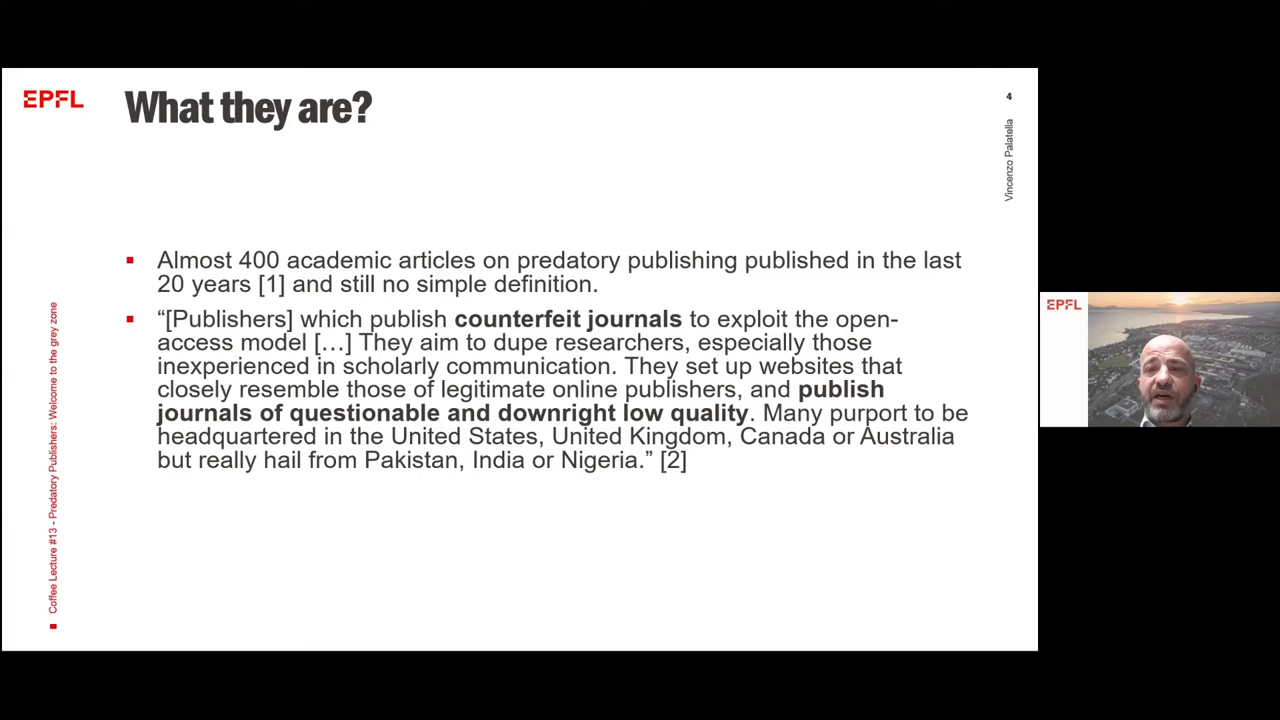 EPFL
What they are?
4
Vincenzo Palatella
Almost 400 academic articles on predatory publishing published in the last
20 years [1] and still no simple definition.
“[Publishers] which publish counterfeit journals to exploit the open-
access model […] They aim to dupe researchers, especially those
inexperienced in scholarly communication. They set up websites that
closely resemble those of legitimate online publishers, and publish
journals of questionable and downright low quality. Many purport to be
headquartered in the United States, United Kingdom, Canada or Australia
but really hail from Pakistan, India or Nigeria.” [2]
Coffee Lecture #13 - Predatory Publishers: Welcome to the grey zone
EPFL